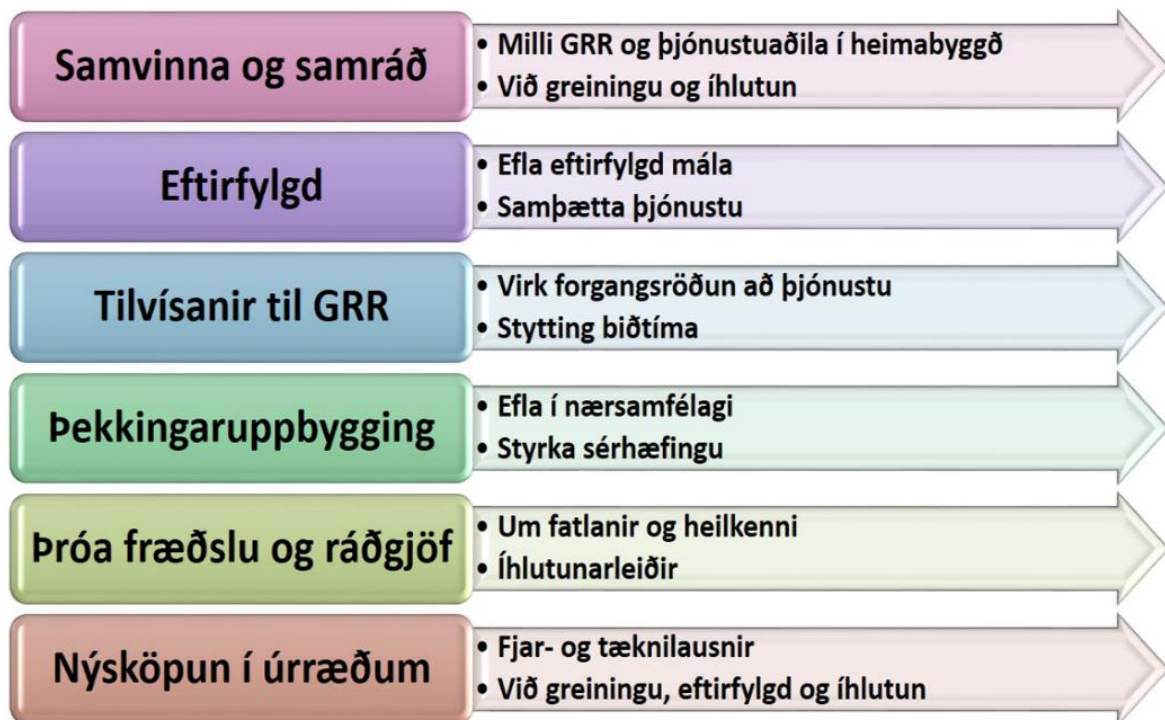 Samvinna og samráð
• Milli GRR og þjónustuaðila í heimabyggð
• Við greiningu og íhlutun
Eftirfylgd
• Efla eftirfylgd mála
• Samþætta þjónustu
Tilvísanir til GRR
• Virk forgangsröðun að þjónustu
• Stytting biðtíma
Þekkingaruppbygging
• Efla í nærsamfélagi
• Styrka sérhæfingu
Þróa fræðslu og ráðgjöf
• Um fatlanir og heilkenni
• Íhlutunarleiðir
Nýsköpun í úrræðum
• Fjar- og tæknilausnir
• Við greiningu, eftirfylgd og íhlutun